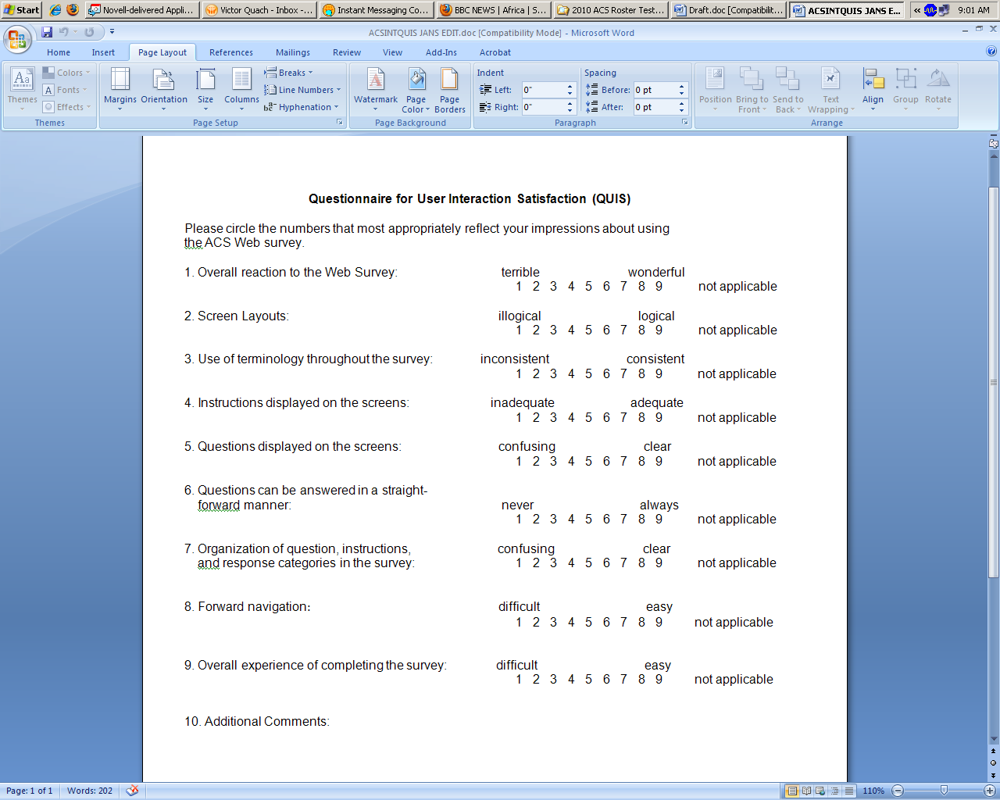 Start Novell-delivered Appli... Victor Quach - Inbox -... Instant Messaging Co... BBC NEWS | Africa | S... 2010 ACS Roster Test... Draft.doc [Compatibilit... ACSINTQUIS JANS E... « 9:01 AM
ACSINTQUIS JANS EDIT.doc [Compatibility Mode] - Microsoft Word
Home Insert Page Layout References Mailings Review View Add-Ins Acrobat
Colors Breaks Indent Spacing
Aa Fonts Line Numbers Left: 0" Before: 0 pt
Themes Effects Margins Orientation Size Columns Hyphenation Watermark Page Color Page Borders Right: 0" After: 0 pt Position Bring to Front Send to Back Text Wrapping Align Group Rotate
Themes Page Setup Page Background Paragraph Arrange
Questionnaire for User Interaction Satisfaction (QUIS)
Please circle the numbers that most appropriately reflect your impressions about using
the ACS Web survey.
1. Overall reaction to the Web Survey: terrible wonderful
1 2 3 4 5 6 7 8 9 not applicable
2. Screen Layouts: illogical logical
1 2 3 4 5 6 7 8 9 not applicable
3. Use of terminology throughout the survey: inconsistent consistent
1 2 3 4 5 6 7 8 9 not applicable
4. Instructions displayed on the screens: inadequate adequate
1 2 3 4 5 6 7 8 9 not applicable
5. Questions displayed on the screens: confusing clear
1 2 3 4 5 6 7 8 9 not applicable
6. Questions can be answered in a straight-
forward manner: never always
1 2 3 4 5 6 7 8 9 not applicable
7. Organization of question, instructions, confusing clear
and response categories in the survey: 1 2 3 4 5 6 7 8 9 not applicable
8. Forward navigation: difficult easy
1 2 3 4 5 6 7 8 9 not applicable
9. Overall experience of completing the survey: difficult easy
1 2 3 4 5 6 7 8 9 not applicable
10. Additional Comments:
Page: 1 of 1 Words: 202 110%